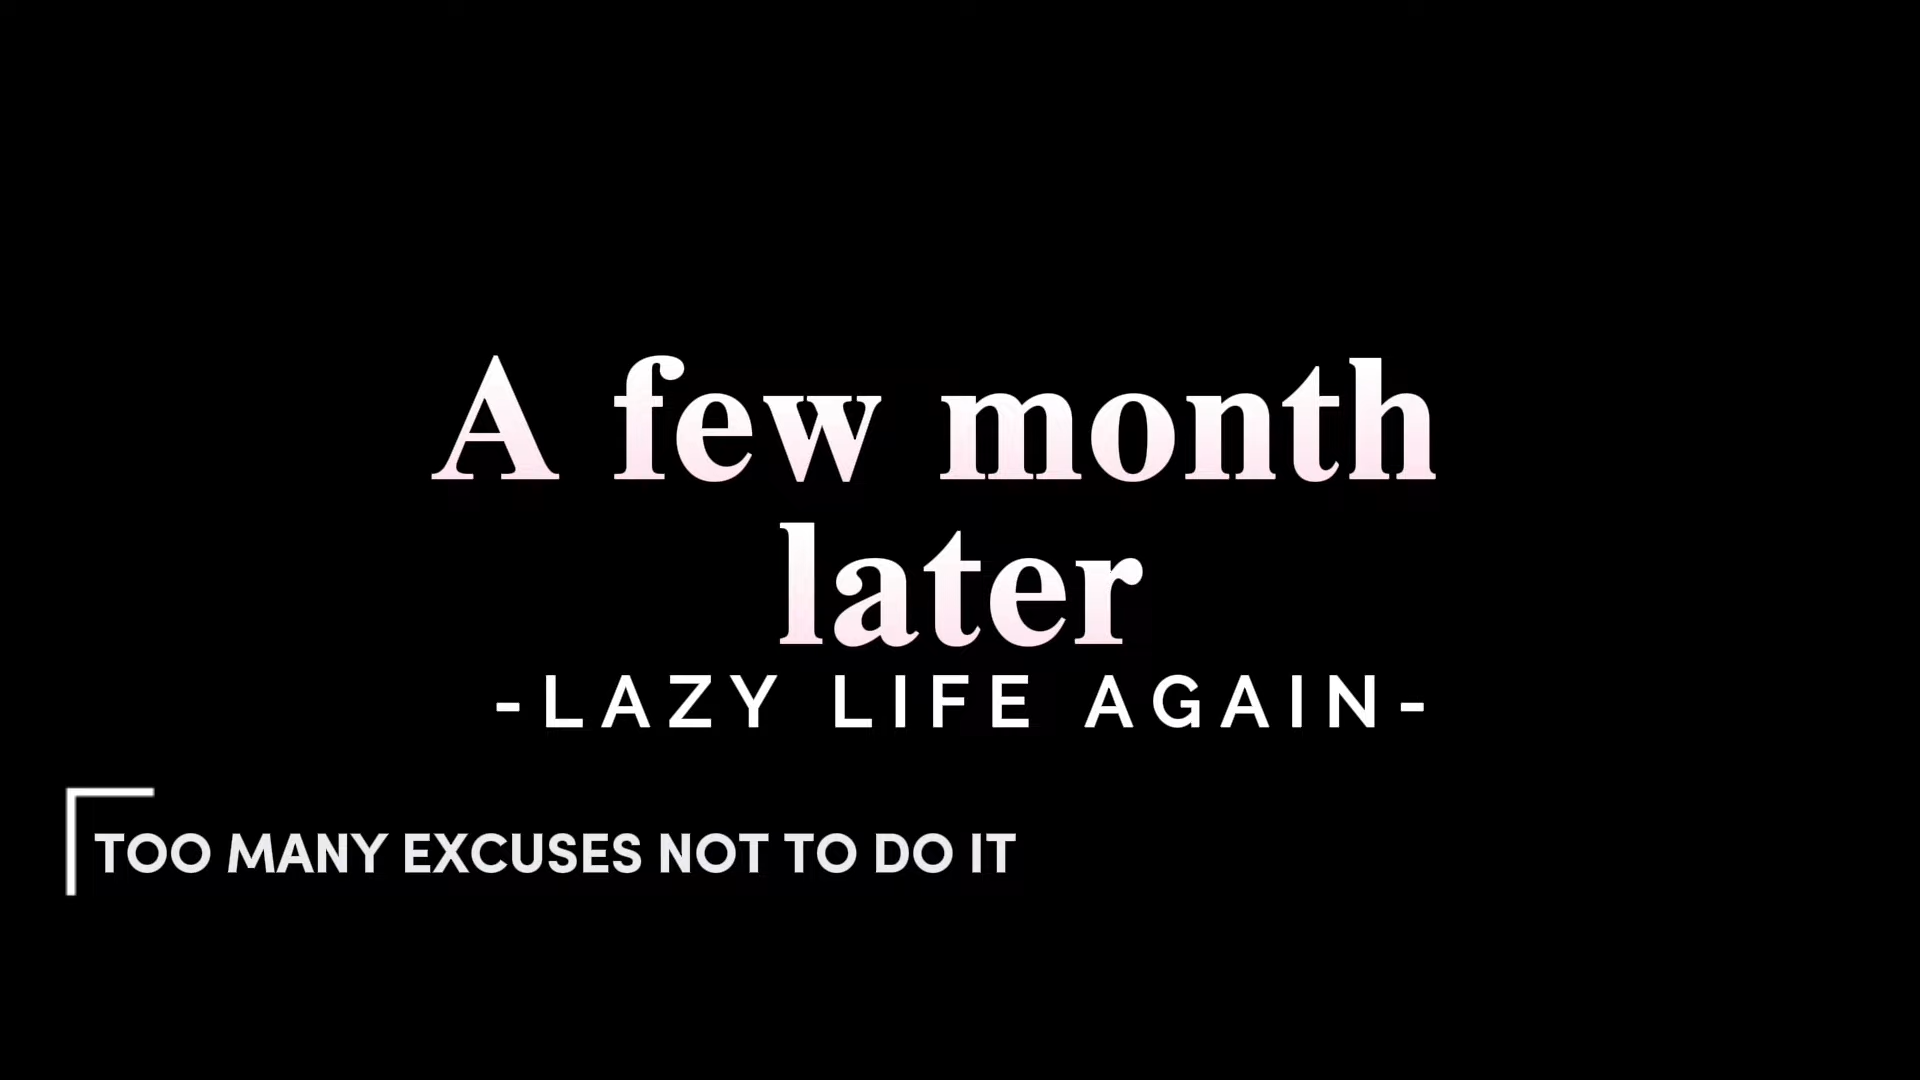 A few month
later
-LAZY LIFE AGAIN-
TOO MANY EXCUSES NOT TO DO IT